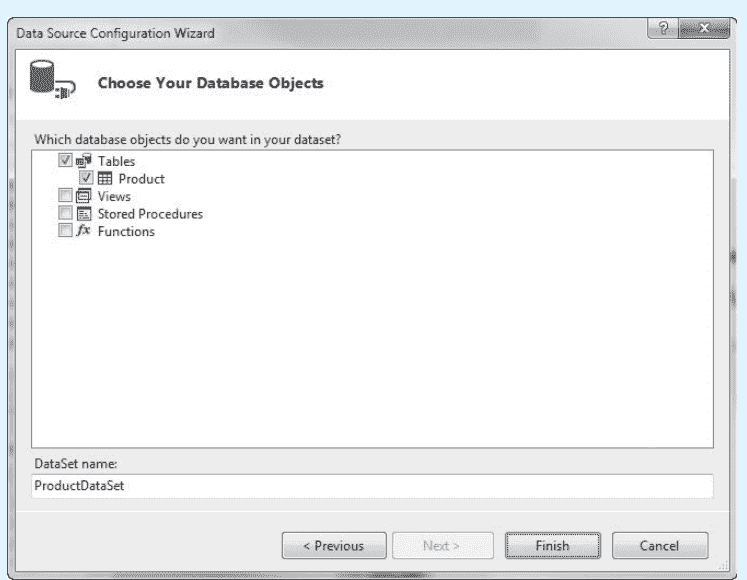 Data Source Configuration Wizard
?
Choose Your Database Objects
Which database objects do you want in your dataset?
Tables
Product
Views
Stored Procedures
fx Functions
DataSet name:
ProductDataSet
< Previous Next > Finish Cancel